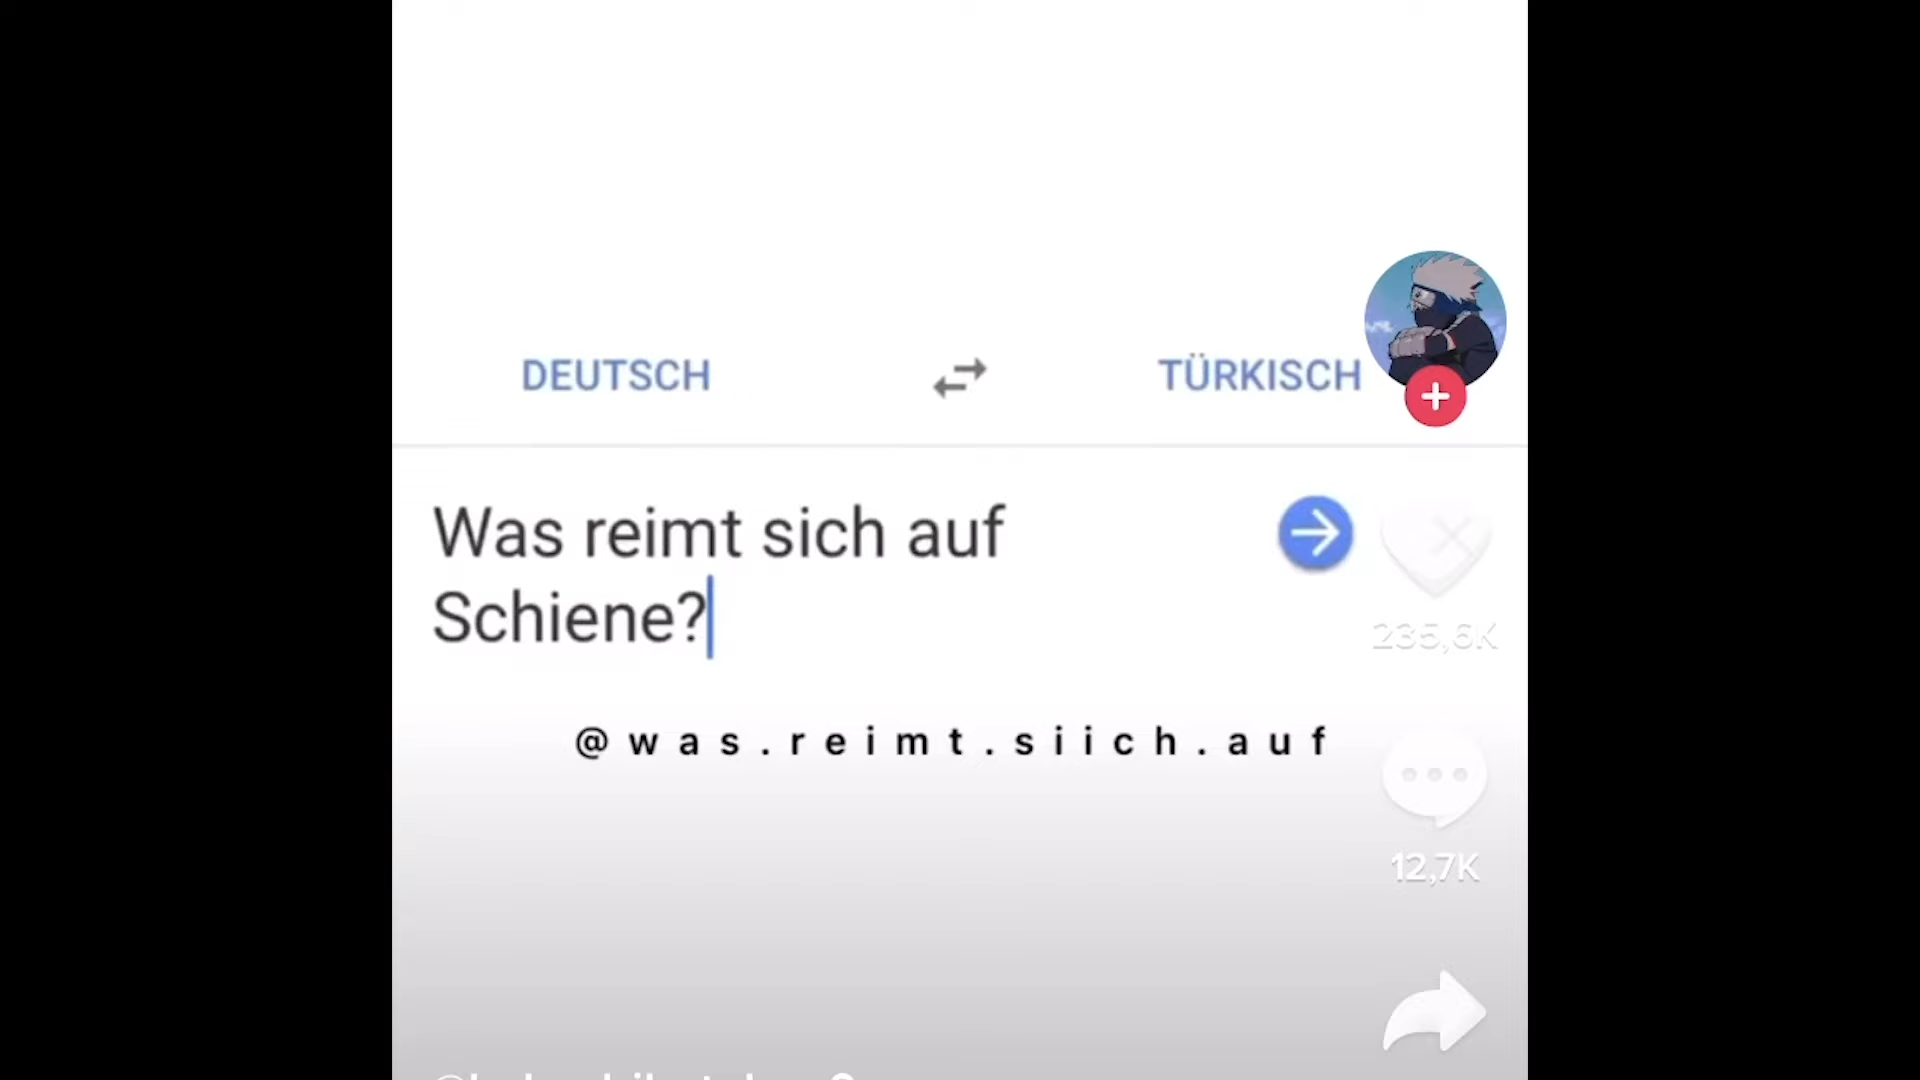 DEUTSCH
TÜRKISCH
Was reimt sich auf
Schiene?
@was.reimt.siich.auf
235,6K
12,7K